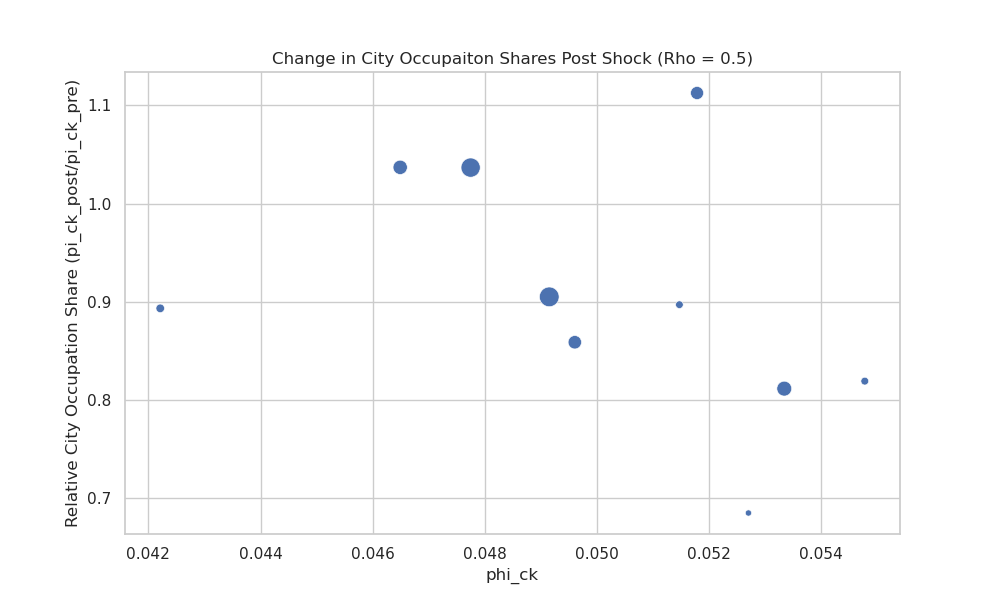 Change in City Occupaiton Shares Post Shock (Rho = 0.5)
Relative City Occupation Share (pi_ck_post/pi_ck_pre)
1.1
1.0
0.9
0.8
0.7
0.042 0.044 0.046 0.048 0.050 0.052 0.054
phi_ck